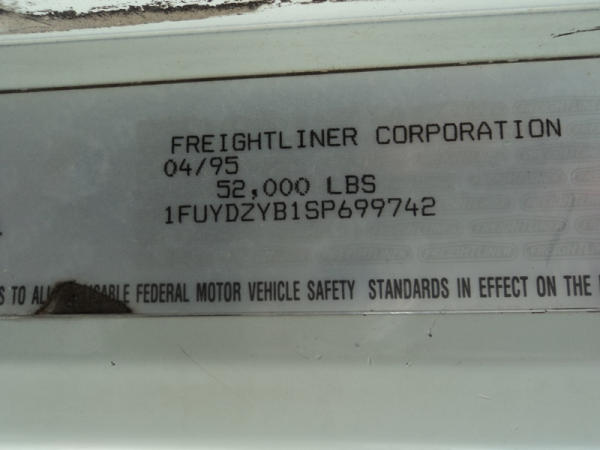 FREIGHTLINER CORPORATION
04/95
52,000 LBS
1FUYDZYB1SP699742
TO ALL FEDERAL MOTOR VEHICLE SAFETY STANDARDS IN EFFECT ON THE